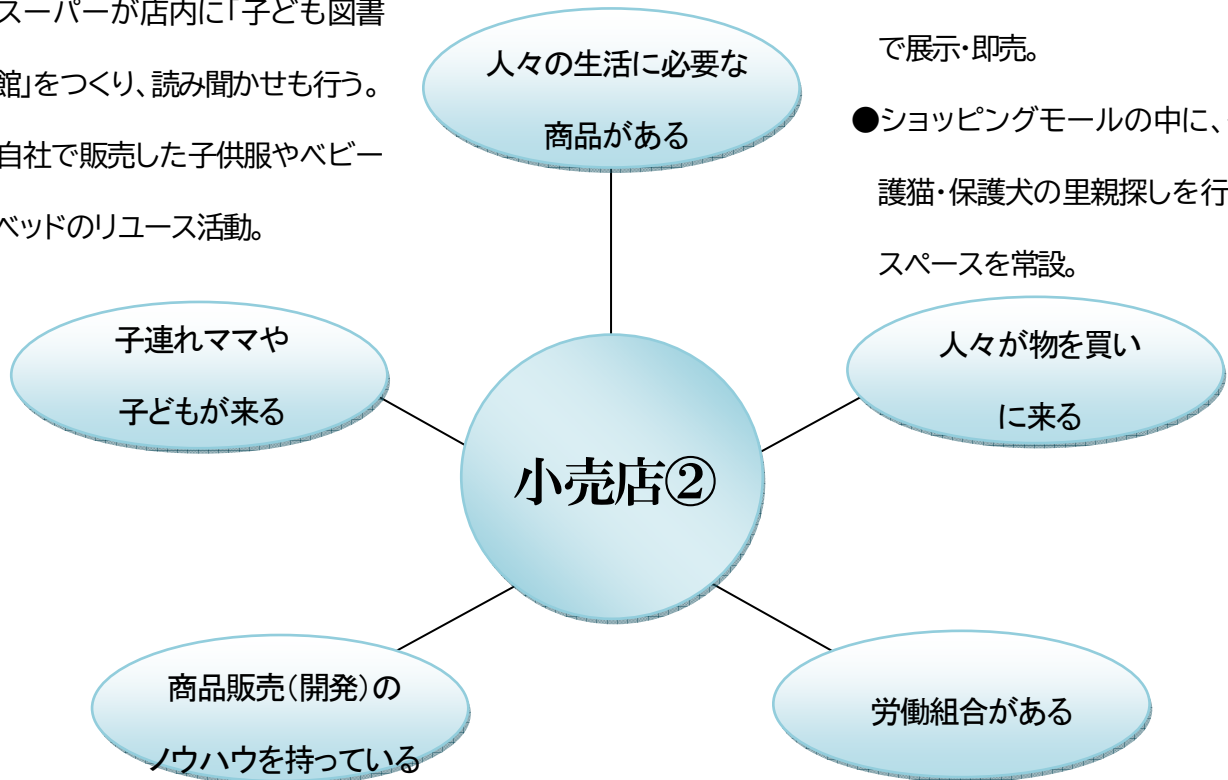 スーパーが店内に「子ども図書
館」をつくり、読み聞かせも行う。
自社で販売した子供服やベビー
ベッドのリユース活動。
人々の生活に必要な
商品がある
で展示・即売。
●ショッピングモールの中に、
護猫・保護犬の里親探しを行
スペースを常設。
子連れママや
子どもが来る
人々が物を買い
に来る
小売店②
商品販売(開発)の
ノウハウを持っている
労働組合がある